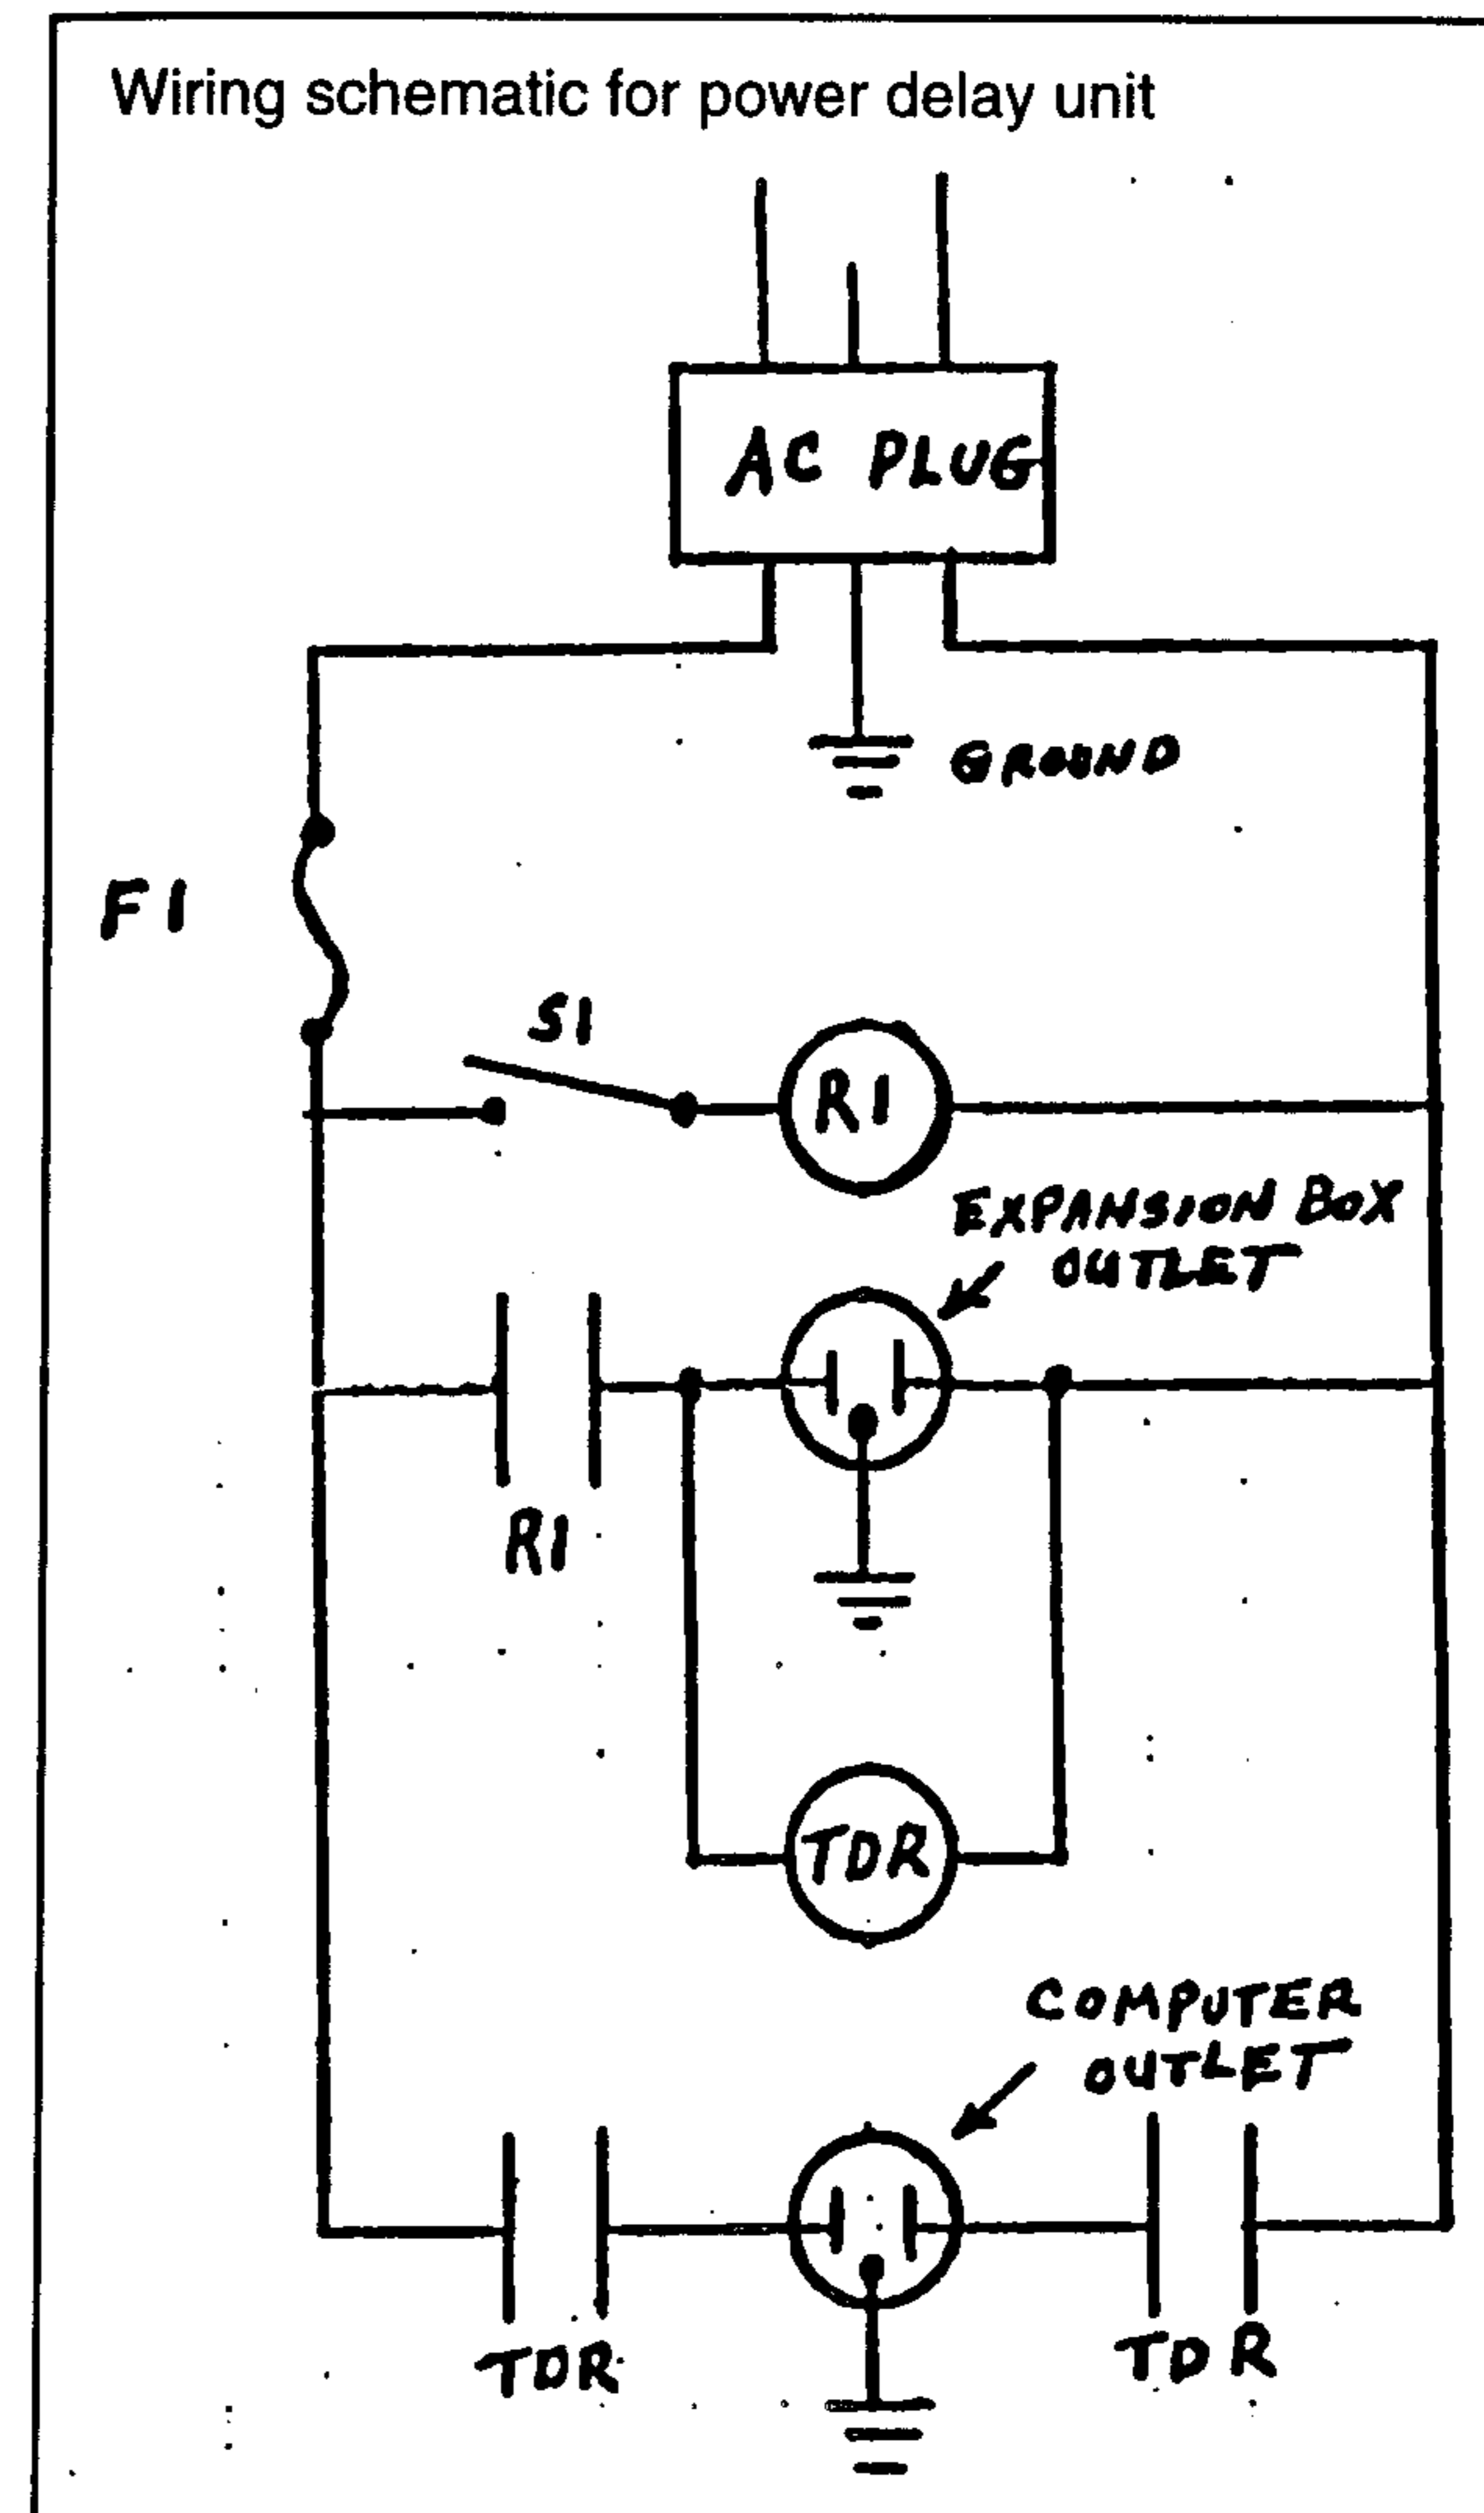 Wiring schematic for power delay unit
AC PLUG
GROUND
F1
S1
R1
EXPANSION BOX
OUTLET
R1
TDR
COMPUTER
OUTLET
TDR
TDR